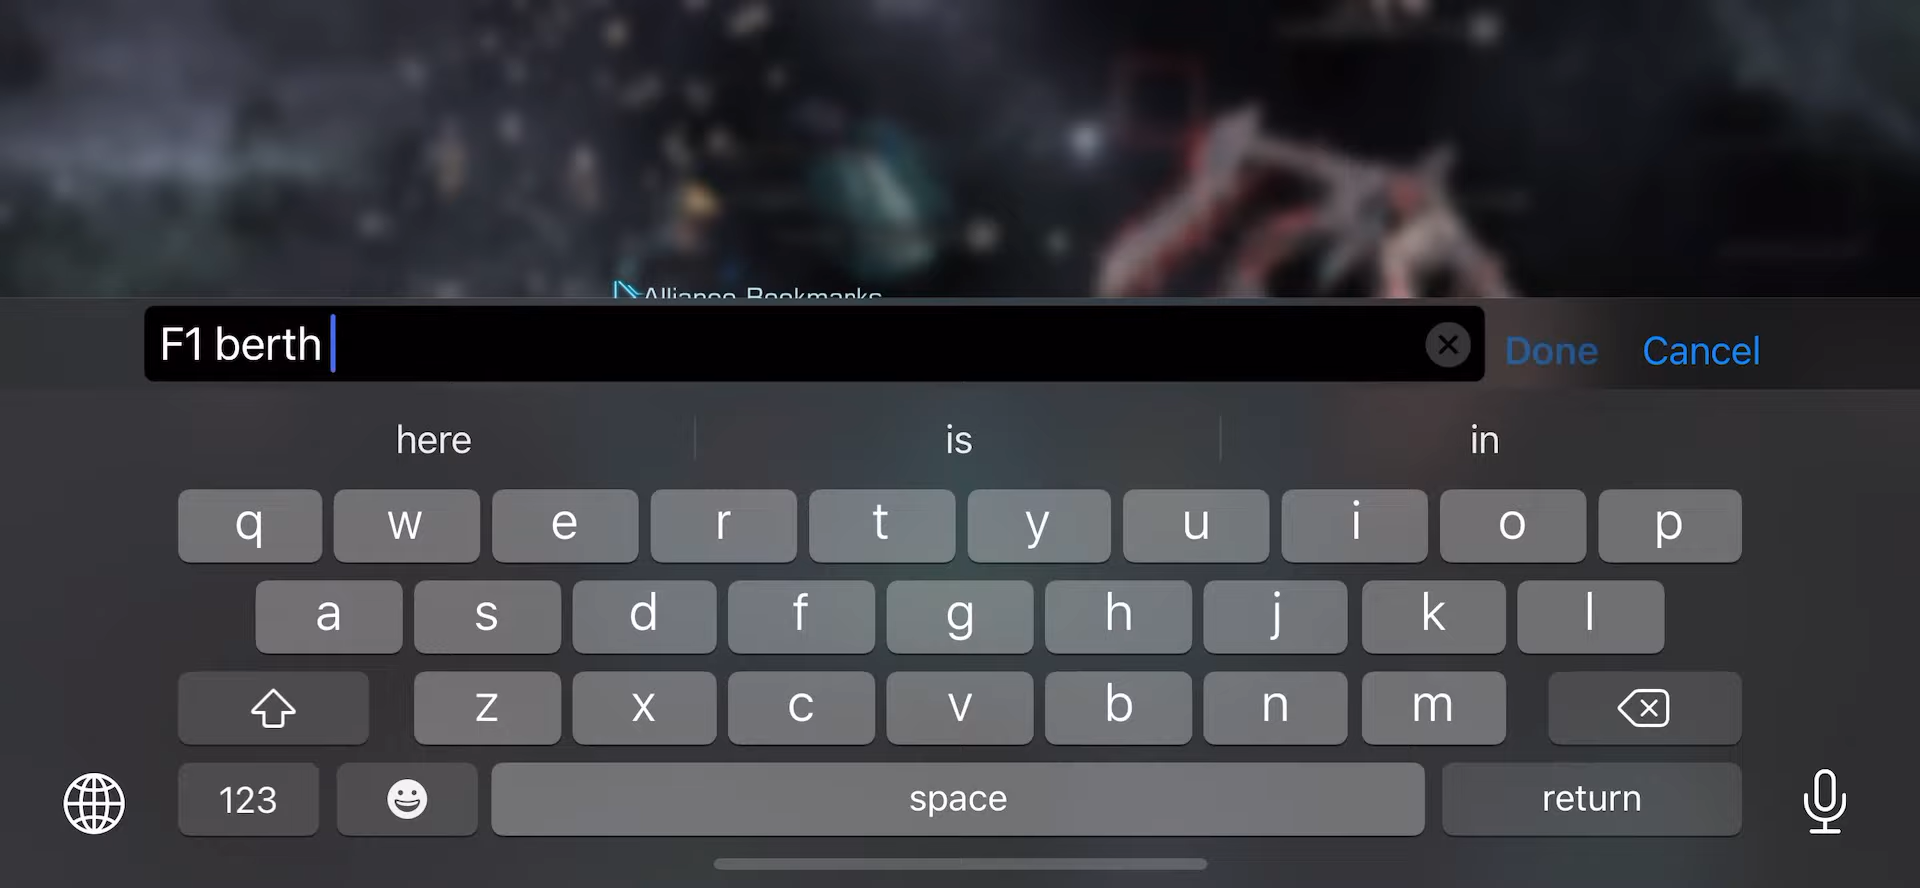 Alliance Bookmarks
F1 berth
Done
Cancel
here
is
in
q w e r t y u i o p
a s d f g h j k l
z x c v b n m
123
space
return